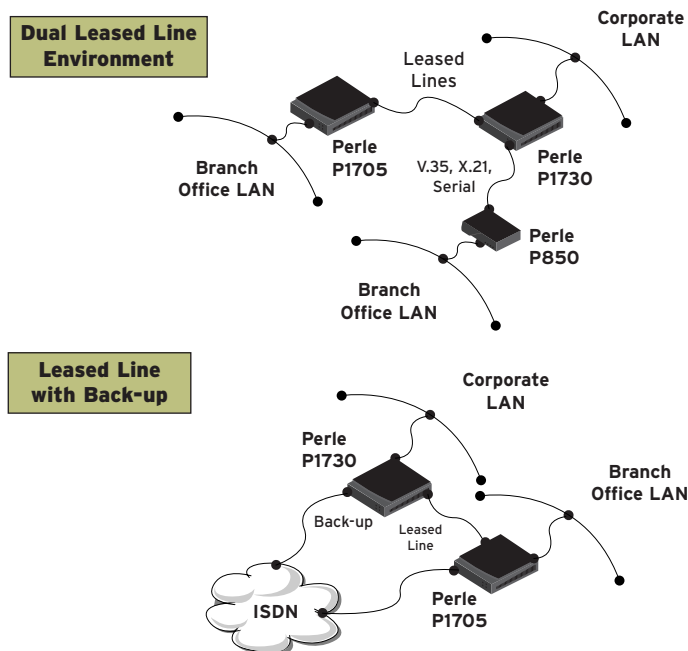 Dual Leased Line
Environment
Corporate
LAN
Leased
Lines
Perle
P1705
Perle
P1730
Branch
Office LAN
V.35, X.21,
Serial
Perle
P850
Branch
Office LAN
Leased Line
with Back-up
Corporate
LAN
Perle
P1730
Branch
Office LAN
Back-up
Leased
Line
ISDN
Perle
P1705